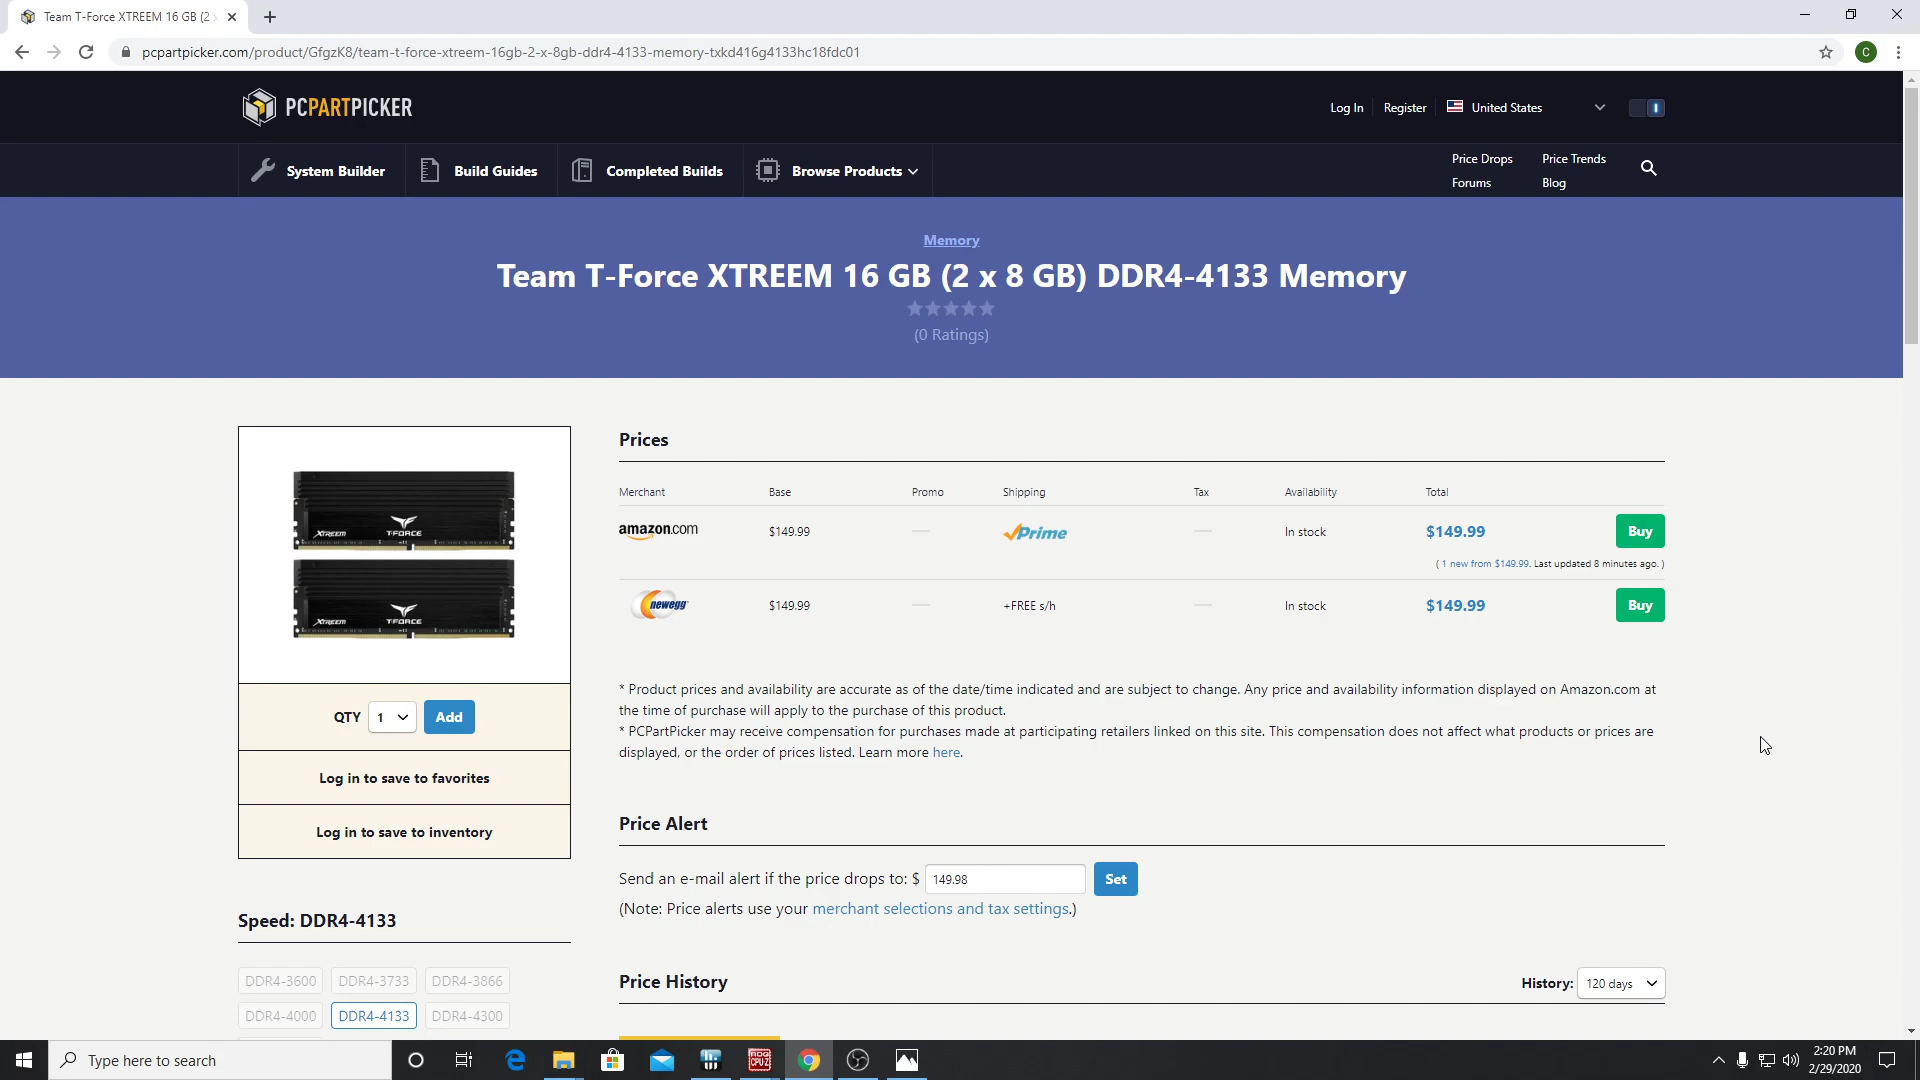 Team T-Force XTREEM 16 GB (2 x
pcpartpicker.com/product/GfgzK8/team-t-force-xtreem-16gb-2-x-8gb-ddr4-4133-memory-txkd416g4133hc18fdc01
C
PCPARTPICKER
Log In
Register
United States
System Builder
Build Guides
Completed Builds
Browse Products
Price Drops
Price Trends
Forums
Blog
Memory
Team T-Force XTREEM 16 GB (2 x 8 GB) DDR4-4133 Memory
(0 Ratings)
XTREEM T-FORCE
XTREEM T-FORCE
QTY 1 Add
Log in to save to favorites
Log in to save to inventory
Speed: DDR4-4133
DDR4-3600 DDR4-3733 DDR4-3866
DDR4-4000 DDR4-4133 DDR4-4300
Prices
Merchant Base Promo Shipping Tax Availability Total
amazon.com $149.99 — Prime — In stock $149.99 Buy
( 1 new from $149.99. Last updated 8 minutes ago. )
newegg $149.99 — +FREE s/h — In stock $149.99 Buy
* Product prices and availability are accurate as of the date/time indicated and are subject to change. Any price and availability information displayed on Amazon.com at
the time of purchase will apply to the purchase of this product.
* PCPartPicker may receive compensation for purchases made at participating retailers linked on this site. This compensation does not affect what products or prices are
displayed, or the order of prices listed. Learn more here.
Price Alert
Send an e-mail alert if the price drops to: $ 149.98 Set
(Note: Price alerts use your merchant selections and tax settings.)
Price History
History: 120 days
Type here to search
ROG CPU-Z
2:20 PM
2/29/2020